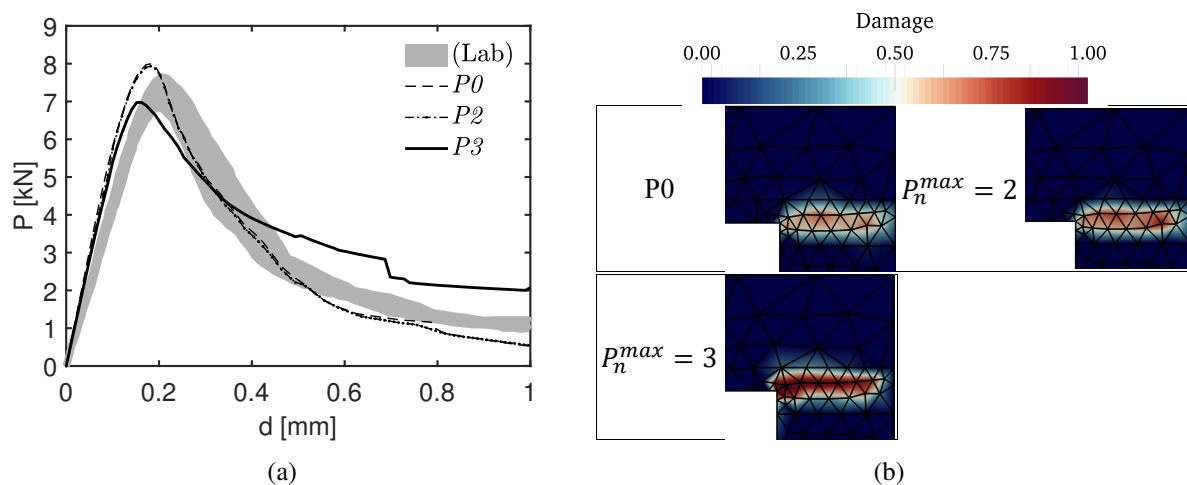 9
8
7
6
5
4
3
2
1
0
P [kN]
0 0.2 0.4 0.6 0.8 1
d [mm]
(Lab)
P0
P2
P3
(a)
Damage
0.00 0.25 0.50 0.75 1.00
P0
P_n^{max} = 2
P_n^{max} = 3
(b)